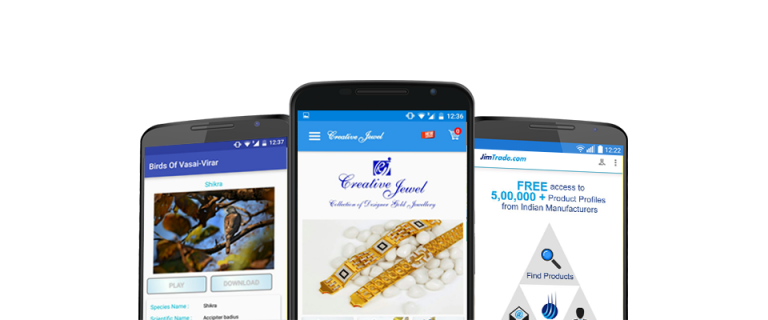 12:37
Birds Of Vasai-Virar
Shikra
PLAY
DOWNLOAD
Species Name :
Shikra
Scientific Name :
Accipter badius
12:36
Creative Jewel
0
Creative Jewel
Collection of Designer Gold Jewellery
12:22
JimTrade.com
FREE access to
5,00,000 + Product Profiles
from Indian Manufacturers
Find Products